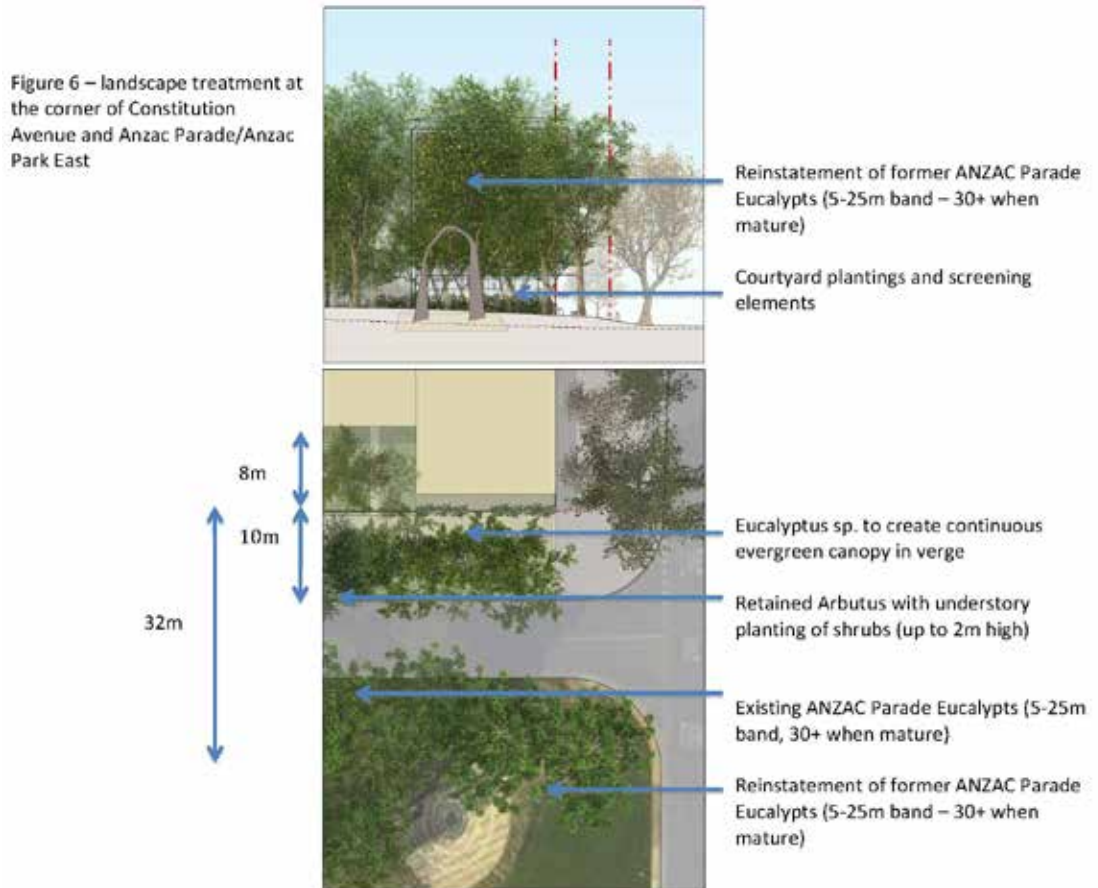 Figure 6 – landscape treatment at
the corner of Constitution
Avenue and Anzac Parade/Anzac
Park East
Reinstatement of former ANZAC Parade
Eucalypts (5-25m band – 30+ when
mature)
Courtyard plantings and screening
elements
8m
10m
32m
Eucalyptus sp. to create continuous
evergreen canopy in verge
Retained Arbutus with understory
planting of shrubs (up to 2m high)
Existing ANZAC Parade Eucalypts (5-25m
band, 30+ when mature)
Reinstatement of former ANZAC Parade
Eucalypts (5-25m band – 30+ when
mature)